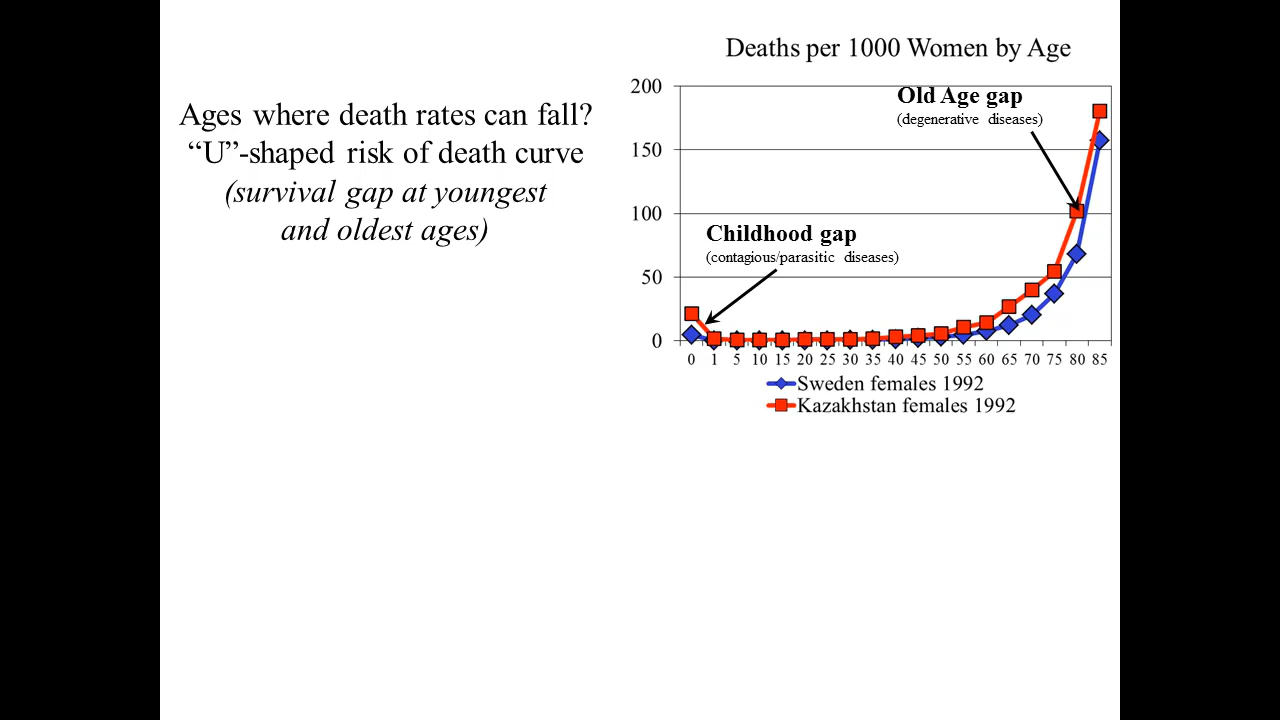 Ages where death rates can fall?
“U”-shaped risk of death curve
(survival gap at youngest
and oldest ages)
Deaths per 1000 Women by Age
200
150
100
50
0
Old Age gap
(degenerative diseases)
Childhood gap
(contagious/parasitic diseases)
0 1 5 10 15 20 25 30 35 40 45 50 55 60 65 70 75 80 85
Sweden females 1992
Kazakhstan females 1992